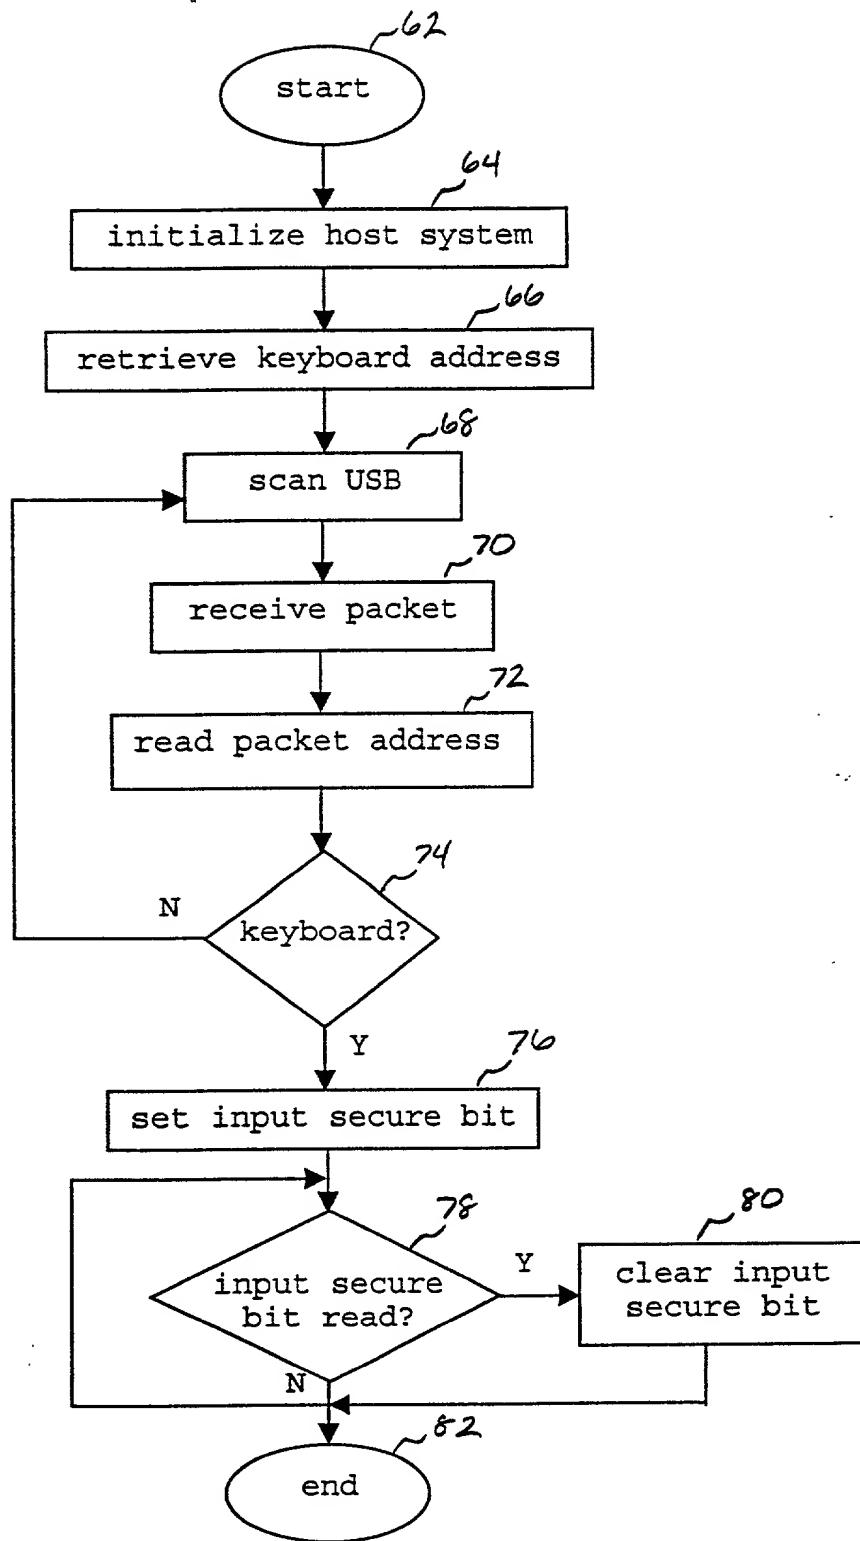 62
start
64
initialize host system
66
retrieve keyboard address
68
scan USB
70
receive packet
72
read packet address
74
N
keyboard?
Y
76
set input secure bit
78
80
input secure
bit read?
Y
clear input
secure bit
N
82
end